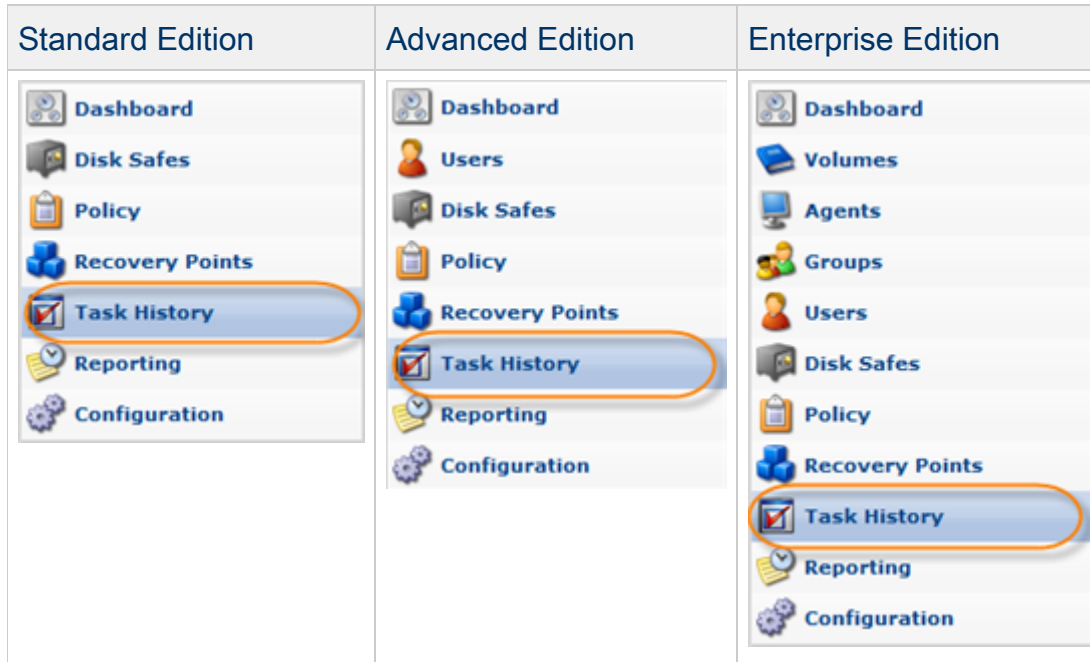 Standard Edition
Advanced Edition
Enterprise Edition
Dashboard
Disk Safes
Policy
Recovery Points
Task History
Reporting
Configuration
Dashboard
Users
Disk Safes
Policy
Recovery Points
Task History
Reporting
Configuration
Dashboard
Volumes
Agents
Groups
Users
Disk Safes
Policy
Recovery Points
Task History
Reporting
Configuration